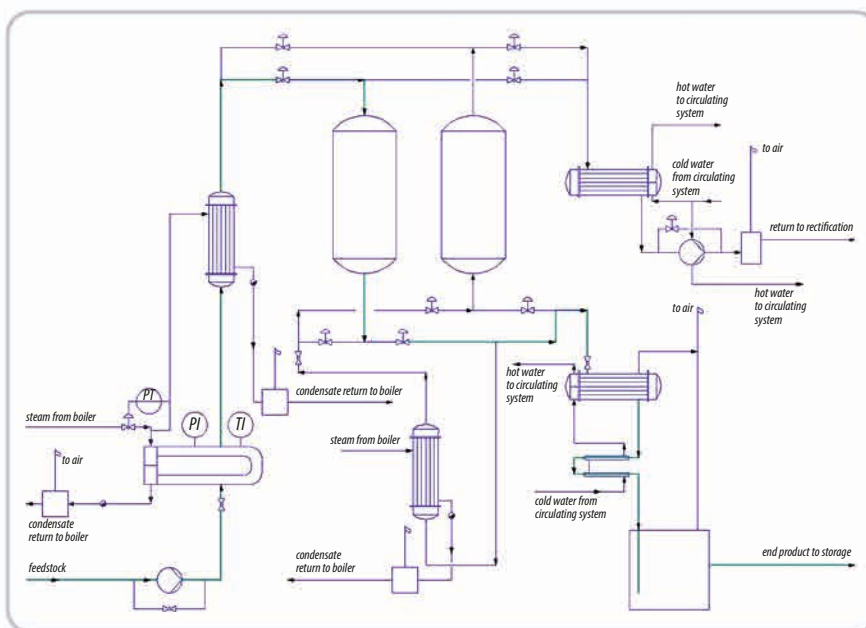 hot water
to circulating
system
cold water
from circulating
system
to air
return to rectification
hot water
to circulating
system
to air
hot water
to circulating
system
condensate return to boiler
PT
steam from boiler
PI
TI
to air
steam from boiler
condensate
return to boiler
cold water from
circulating system
condensate
return to boiler
feedstock
end product to storage